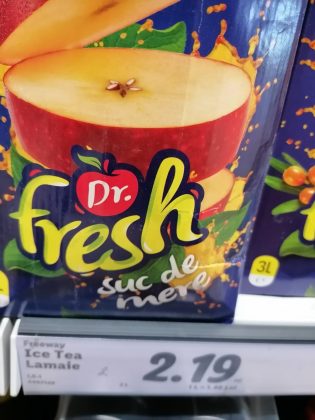 Dr.
fresh
suc de
mere
3L
Freeway
Ice Tea
Lamaie
2.19